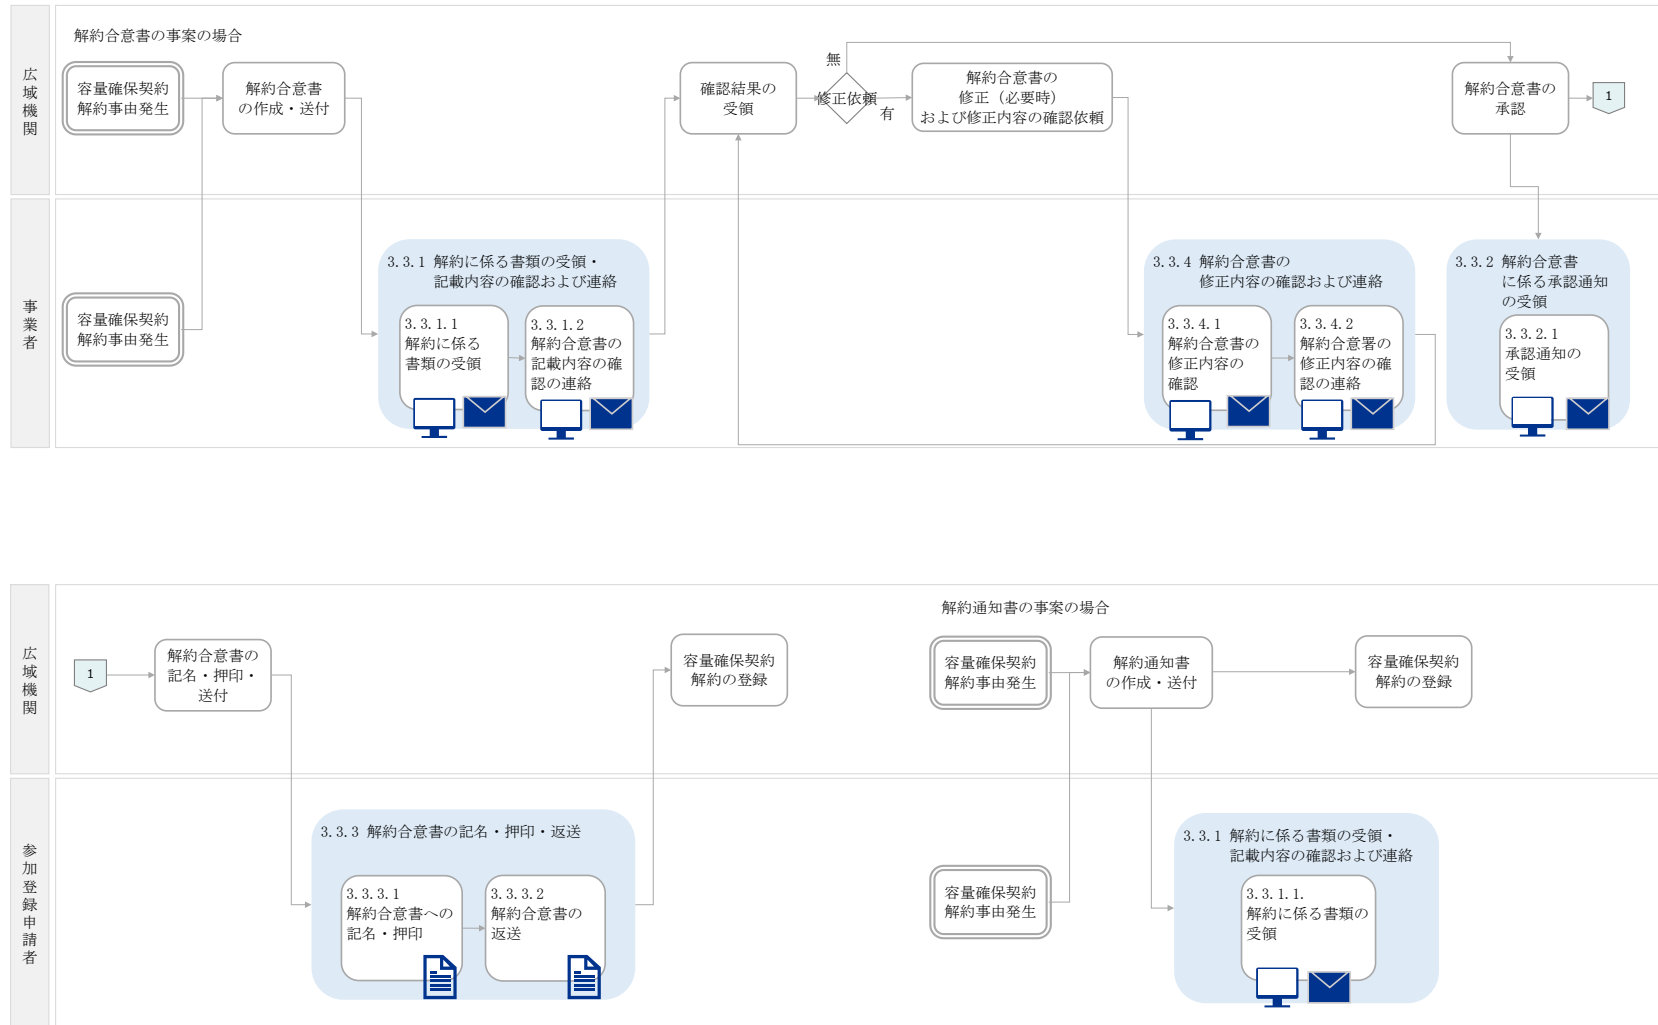 広域機関
解約合意書の事案の場合
容量確保契約
解約事由発生
解約合意書
の作成・送付
確認結果の
受領
無
修正依頼
有
解約合意書の
修正（必要時）
および修正内容の確認依頼
解約合意書の
承認
1
事業者
容量確保契約
解約事由発生
3.3.1 解約に係る書類の受領・
記載内容の確認および連絡
3.3.1.1
解約に係る
書類の受領
3.3.1.2
解約合意書の
記載内容の確
認の連絡
3.3.4 解約合意書の
修正内容の確認および連絡
3.3.4.1
解約合意書の
修正内容の
確認
3.3.4.2
解約合意署の
修正内容の確
認の連絡
3.3.2 解約合意書
に係る承認通知
の受領
3.3.2.1
承認通知の
受領
広域機関
1
解約合意書の
記名・押印・
送付
容量確保契約
解約の登録
解約通知書の事案の場合
容量確保契約
解約事由発生
解約通知書
の作成・送付
容量確保契約
解約の登録
参加登録申請者
3.3.3 解約合意書の記名・押印・返送
3.3.3.1
解約合意書への
記名・押印
3.3.3.2
解約合意書の
返送
容量確保契約
解約事由発生
3.3.1 解約に係る書類の受領・
記載内容の確認および連絡
3.3.1.1.
解約に係る書類の
受領